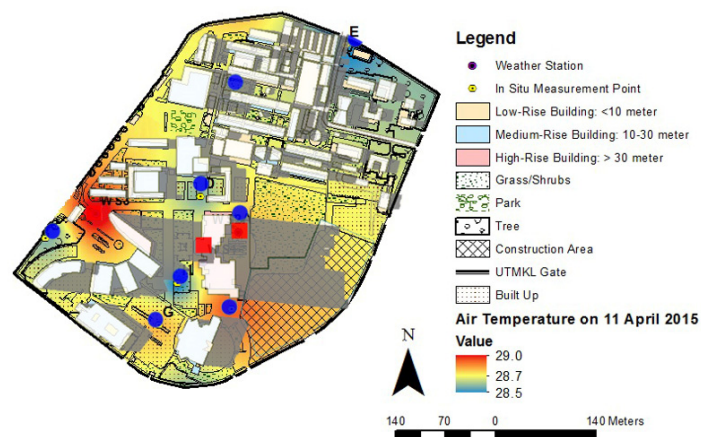 E
WS3
G
Legend
Weather Station
In Situ Measurement Point
Low-Rise Building: <10 meter
Medium-Rise Building: 10-30 meter
High-Rise Building: > 30 meter
Grass/Shrubs
Park
Tree
Construction Area
UTMKL Gate
Built Up
Air Temperature on 11 April 2015
Value
29.0
28.7
28.5
N
140 70 0 140 Meters